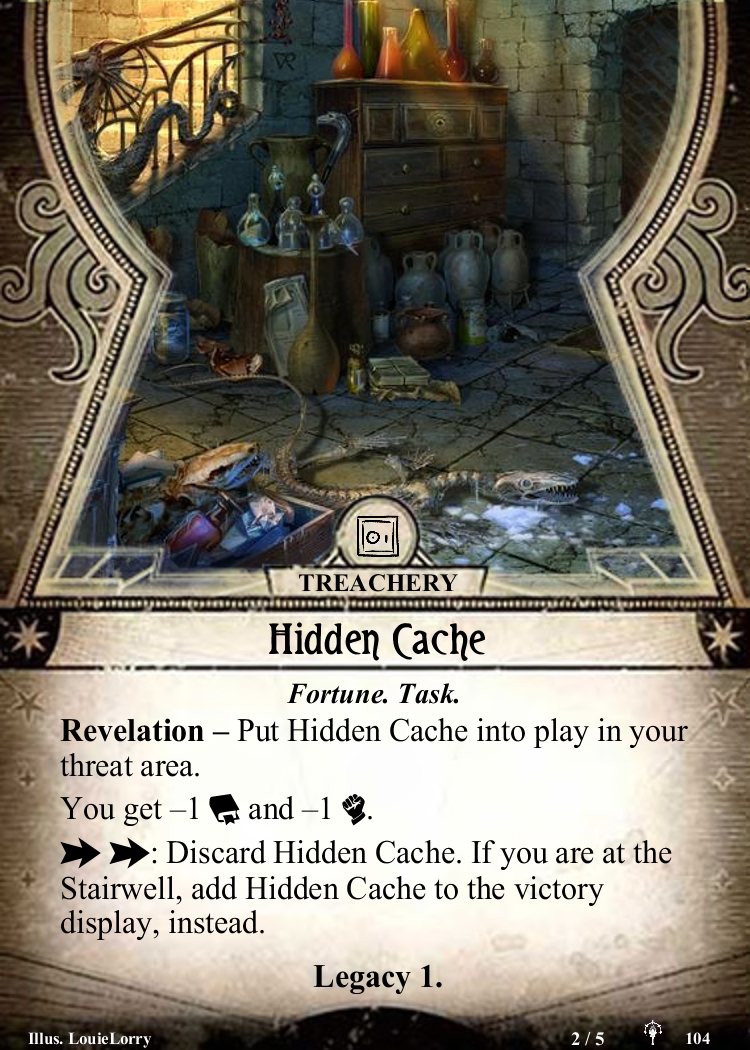 TREACHERY
Hidden Cache
Fortune. Task.
Revelation – Put Hidden Cache into play in your
threat area.
You get –1 and –1 .
: Discard Hidden Cache. If you are at the
Stairwell, add Hidden Cache to the victory
display, instead.
Legacy 1.
Illus. LouieLorry 2 / 5 104